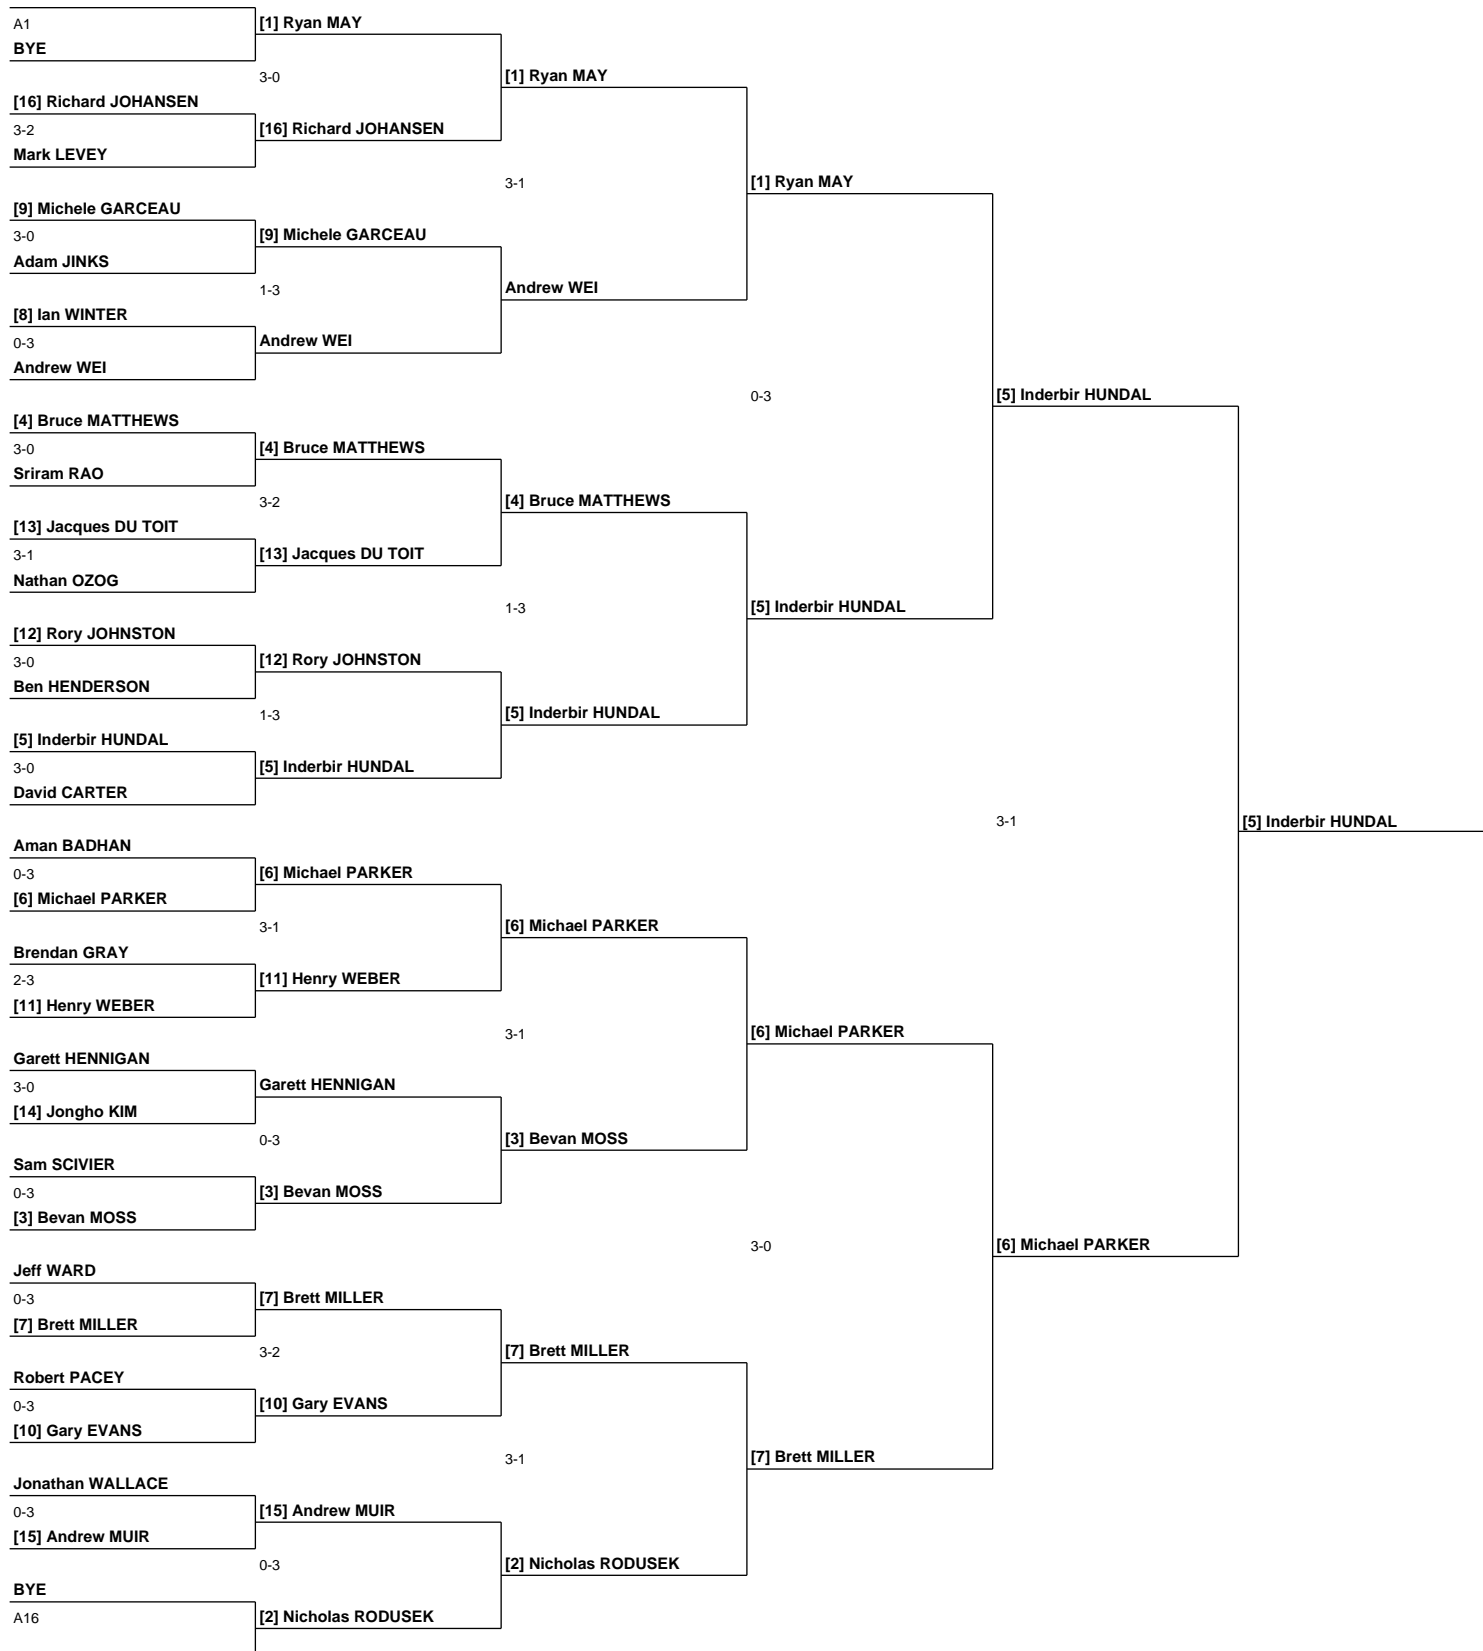 A1
BYE
[1] Ryan MAY
3-0
[16] Richard JOHANSEN
3-2
Mark LEVEY
[16] Richard JOHANSEN
[1] Ryan MAY
3-1
[9] Michele GARCEAU
3-0
Adam JINKS
[9] Michele GARCEAU
1-3
[8] Ian WINTER
0-3
Andrew WEI
Andrew WEI
Andrew WEI
[1] Ryan MAY
0-3
[4] Bruce MATTHEWS
3-0
Sriram RAO
[4] Bruce MATTHEWS
3-2
[13] Jacques DU TOIT
3-1
Nathan OZOG
[13] Jacques DU TOIT
[4] Bruce MATTHEWS
1-3
[12] Rory JOHNSTON
3-0
Ben HENDERSON
[12] Rory JOHNSTON
1-3
[5] Inderbir HUNDAL
3-0
David CARTER
[5] Inderbir HUNDAL
[5] Inderbir HUNDAL
[5] Inderbir HUNDAL
[5] Inderbir HUNDAL
3-1
[5] Inderbir HUNDAL
Aman BADHAN
0-3
[6] Michael PARKER
[6] Michael PARKER
3-1
Brendan GRAY
2-3
[11] Henry WEBER
[11] Henry WEBER
[6] Michael PARKER
3-1
Garett HENNIGAN
3-0
[14] Jongho KIM
Garett HENNIGAN
0-3
Sam SCIVIER
0-3
[3] Bevan MOSS
[3] Bevan MOSS
[3] Bevan MOSS
[6] Michael PARKER
3-0
[6] Michael PARKER
Jeff WARD
0-3
[7] Brett MILLER
[7] Brett MILLER
3-2
Robert PACEY
0-3
[10] Gary EVANS
[10] Gary EVANS
[7] Brett MILLER
3-1
[7] Brett MILLER
Jonathan WALLACE
0-3
[15] Andrew MUIR
[15] Andrew MUIR
0-3
[2] Nicholas RODUSEK
BYE
A16
[2] Nicholas RODUSEK